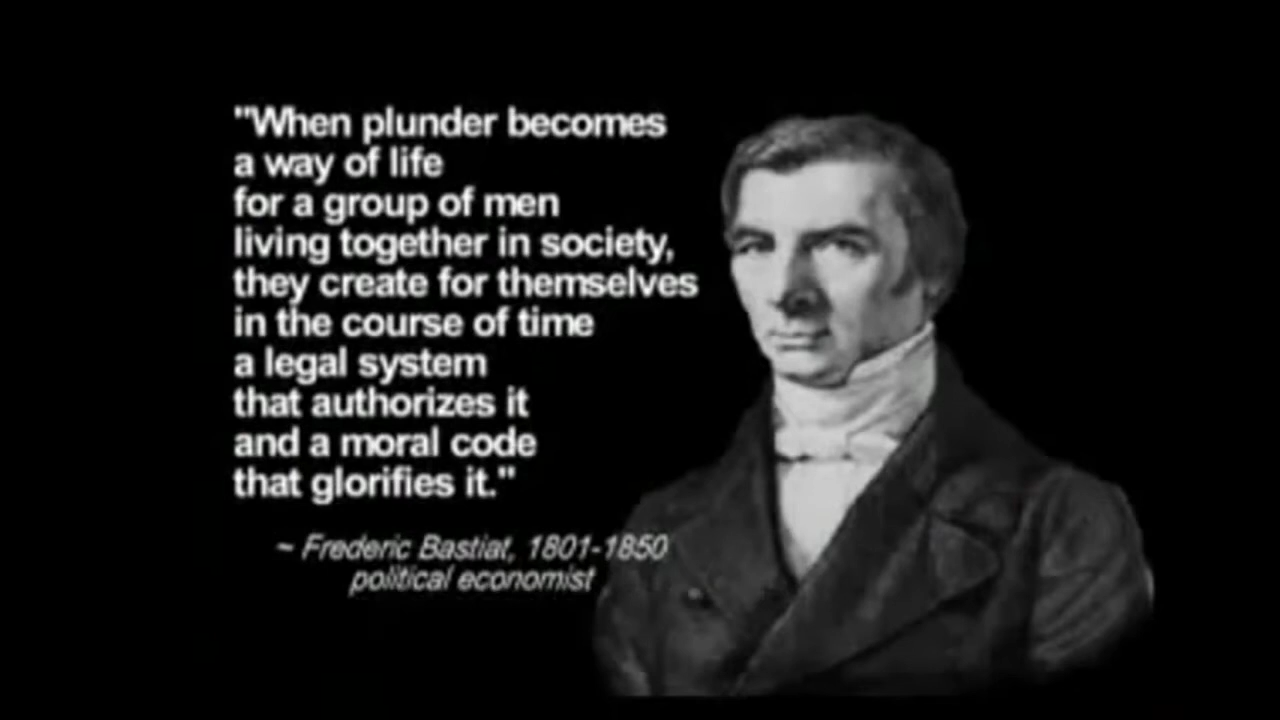 "When plunder becomes
a way of life
for a group of men
living together in society,
they create for themselves
in the course of time
a legal system
that authorizes it
and a moral code
that glorifies it."
~ Frederic Bastiat, 1801-1850
political economist